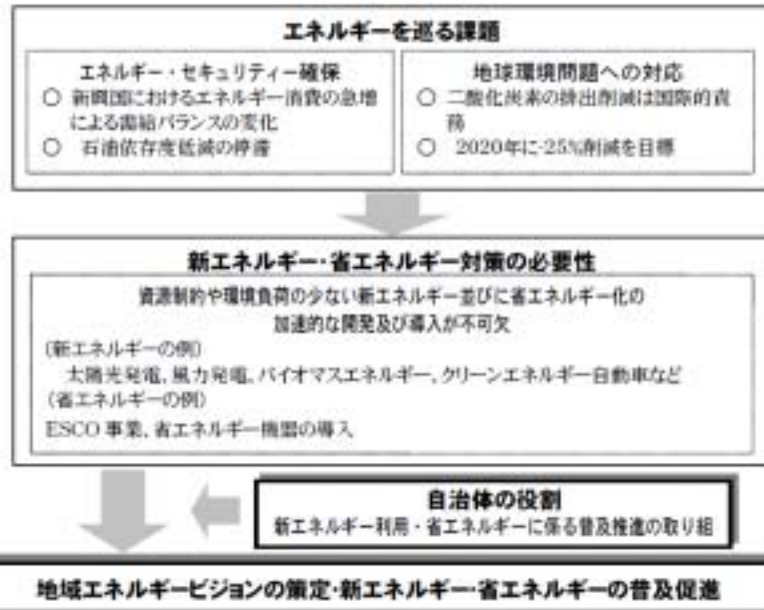 エネルギーを巡る課題
エネルギー・セキュリティー確保
○ 新興国におけるエネルギー消費の急増
による需給バランスの変化
○ 石油依存度低減の停滞
地球環境問題への対応
○ 二酸化炭素の排出削減は国際的責
務
○ 2020年に-25%削減を目標
新エネルギー・省エネルギー対策の必要性
資源制約や環境負荷の少ない新エネルギー並びに省エネルギー化の
加速的な開発及び導入が不可欠
(新エネルギーの例)
太陽光発電、風力発電、バイオマスエネルギー、クリーンエネルギー自動車など
(省エネルギーの例)
ESCO 事業、省エネルギー機器の導入
自治体の役割
新エネルギー利用・省エネルギーに係る普及推進の取り組
地域エネルギービジョンの策定・新エネルギー・省エネルギーの普及促進